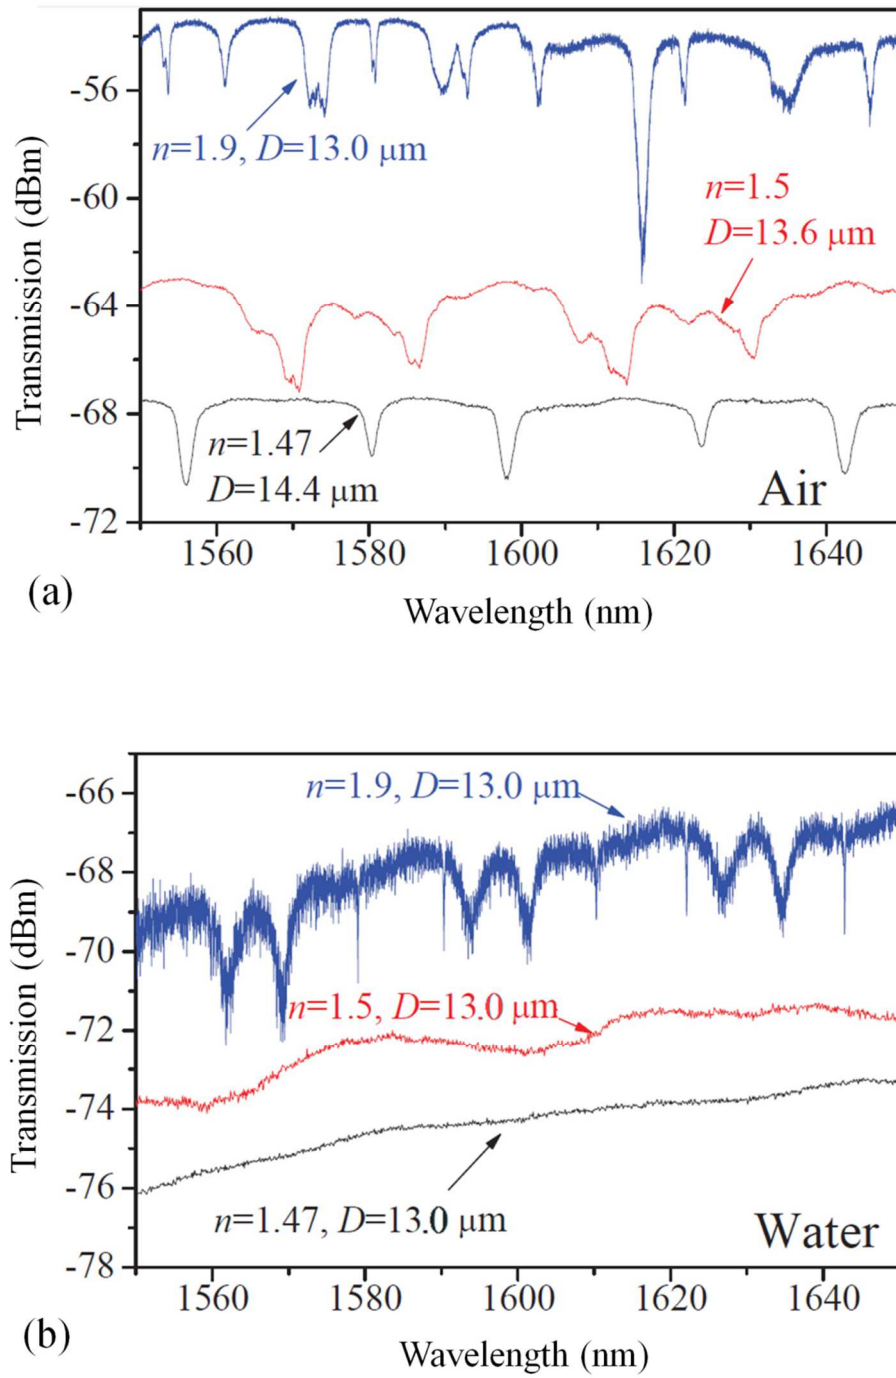 -56
-60
-64
-68
-72
Transmission (dBm)
n=1.9, D=13.0 μm
n=1.5
D=13.6 μm
n=1.47
D=14.4 μm
Air
1560 1580 1600 1620 1640
(a)
Wavelength (nm)
-66
-68
-70
-72
-74
-76
-78
Transmission (dBm)
n=1.9, D=13.0 μm
n=1.5, D=13.0 μm
n=1.47, D=13.0 μm
Water
1560 1580 1600 1620 1640
(b)
Wavelength (nm)